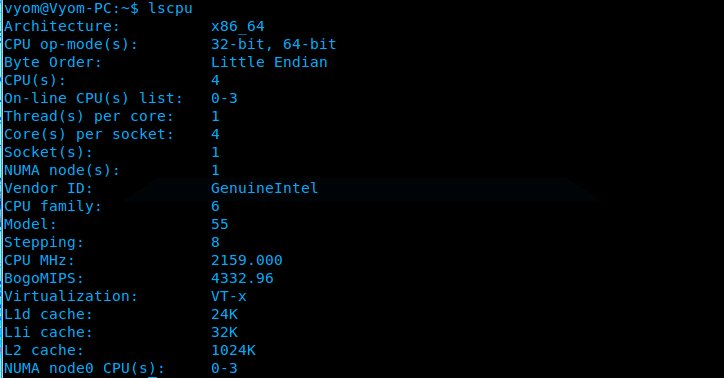 vyom@Vyom-PC:~$ lscpu
Architecture:          x86_64
CPU op-mode(s):        32-bit, 64-bit
Byte Order:            Little Endian
CPU(s):                4
On-line CPU(s) list:   0-3
Thread(s) per core:    1
Core(s) per socket:    4
Socket(s):             1
NUMA node(s):          1
Vendor ID:             GenuineIntel
CPU family:            6
Model:                 55
Stepping:              8
CPU MHz:               2159.000
BogoMIPS:              4332.96
Virtualization:        VT-x
L1d cache:             24K
L1i cache:             32K
L2 cache:              1024K
NUMA node0 CPU(s):     0-3